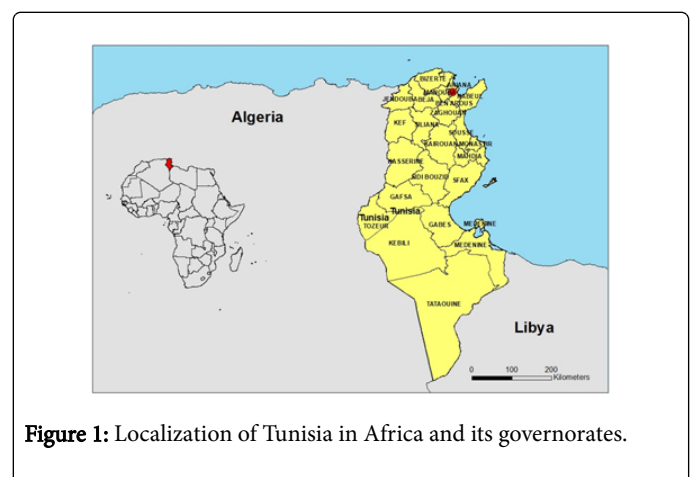 BIZERTE
ARIANA
MANOUBA
NABEUL
JENDOUBA
BEJA
BEN AROUS
ZAGHOUAN
Algeria
KEF
SILIANA
SOUSSE
KAIROUAN
MONASTIR
MAHDIA
KASSERINE
SIDI BOUZID
SFAX
GAFSA
Tunisia
Tunisia
TOZEUR
GABES
MEDENINE
KEBILI
MEDENINE
TATAOUINE
Libya
0 100 200
Kilometers
Figure 1: Localization of Tunisia in Africa and its governorates.